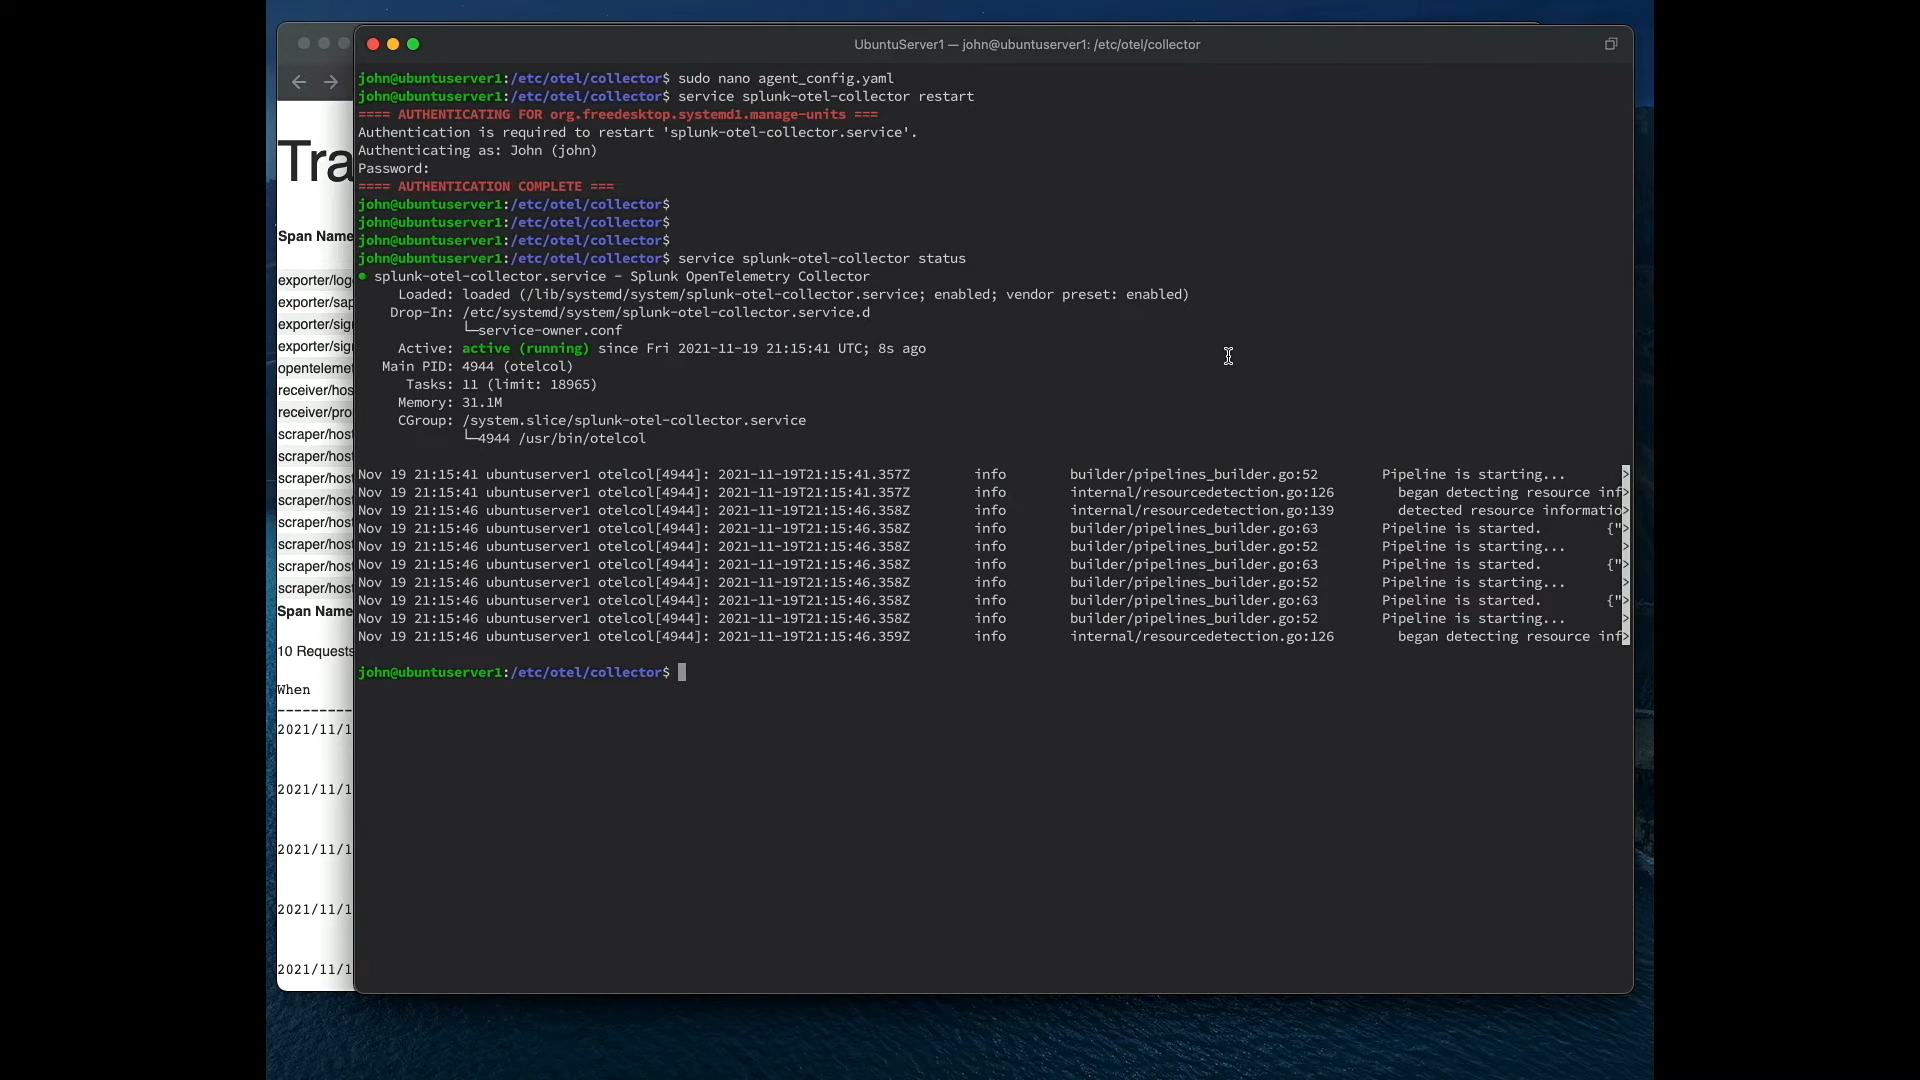 UbuntuServer1 — john@ubuntuserver1: /etc/otel/collector
john@ubuntuserver1:/etc/otel/collector$ sudo nano agent_config.yaml
john@ubuntuserver1:/etc/otel/collector$ service splunk-otel-collector restart
==== AUTHENTICATING FOR org.freedesktop.systemd1.manage-units ===
Authentication is required to restart 'splunk-otel-collector.service'.
Authenticating as: John (john)
Password:
==== AUTHENTICATION COMPLETE ===
john@ubuntuserver1:/etc/otel/collector$
john@ubuntuserver1:/etc/otel/collector$
john@ubuntuserver1:/etc/otel/collector$
john@ubuntuserver1:/etc/otel/collector$ service splunk-otel-collector status
● splunk-otel-collector.service - Splunk OpenTelemetry Collector
Loaded: loaded (/lib/systemd/system/splunk-otel-collector.service; enabled; vendor preset: enabled)
Drop-In: /etc/systemd/system/splunk-otel-collector.service.d
└─service-owner.conf
Active: active (running) since Fri 2021-11-19 21:15:41 UTC; 8s ago
Main PID: 4944 (otelcol)
Tasks: 11 (limit: 18965)
Memory: 31.1M
CGroup: /system.slice/splunk-otel-collector.service
└─4944 /usr/bin/otelcol
Nov 19 21:15:41 ubuntuserver1 otelcol[4944]: 2021-11-19T21:15:41.357Z info builder/pipelines_builder.go:52 Pipeline is starting... >
Nov 19 21:15:41 ubuntuserver1 otelcol[4944]: 2021-11-19T21:15:41.357Z info internal/resourcedetection.go:126 began detecting resource inf>
Nov 19 21:15:46 ubuntuserver1 otelcol[4944]: 2021-11-19T21:15:46.358Z info internal/resourcedetection.go:139 detected resource informatio>
Nov 19 21:15:46 ubuntuserver1 otelcol[4944]: 2021-11-19T21:15:46.358Z info builder/pipelines_builder.go:63 Pipeline is started. {">
Nov 19 21:15:46 ubuntuserver1 otelcol[4944]: 2021-11-19T21:15:46.358Z info builder/pipelines_builder.go:52 Pipeline is starting... >
Nov 19 21:15:46 ubuntuserver1 otelcol[4944]: 2021-11-19T21:15:46.358Z info builder/pipelines_builder.go:63 Pipeline is started. {">
Nov 19 21:15:46 ubuntuserver1 otelcol[4944]: 2021-11-19T21:15:46.358Z info builder/pipelines_builder.go:52 Pipeline is starting... >
Nov 19 21:15:46 ubuntuserver1 otelcol[4944]: 2021-11-19T21:15:46.358Z info builder/pipelines_builder.go:63 Pipeline is started. {">
Nov 19 21:15:46 ubuntuserver1 otelcol[4944]: 2021-11-19T21:15:46.358Z info builder/pipelines_builder.go:52 Pipeline is starting... >
Nov 19 21:15:46 ubuntuserver1 otelcol[4944]: 2021-11-19T21:15:46.359Z info internal/resourcedetection.go:126 began detecting resource inf>
john@ubuntuserver1:/etc/otel/collector$
Tra
Span Name
exporter/log
exporter/sap
exporter/sig
exporter/sig
opentelemet
receiver/hos
receiver/pro
scraper/host
scraper/host
scraper/host
scraper/host
scraper/host
scraper/host
scraper/host
scraper/host
Span Name
10 Requests
When
---------
2021/11/1
2021/11/1
2021/11/1
2021/11/1
2021/11/1